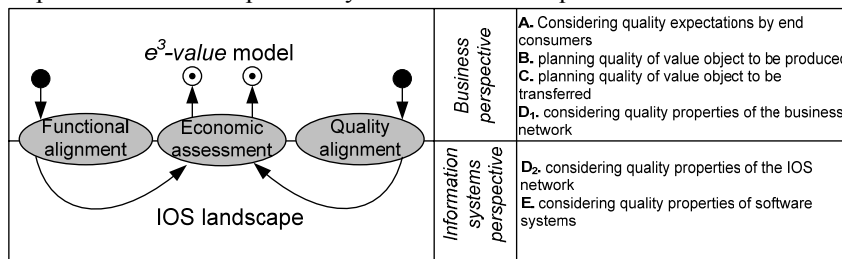 e³-value model
Functional
alignment
Economic
assessment
Quality
alignment
IOS landscape
Business
perspective
Information
systems
perspective
A. Considering quality expectations by end
consumers
B. planning quality of value object to be produced
C. planning quality of value object to be
transferred
D₁. considering quality properties of the business
network
D₂. considering quality properties of the IOS
network
E. considering quality properties of software
systems